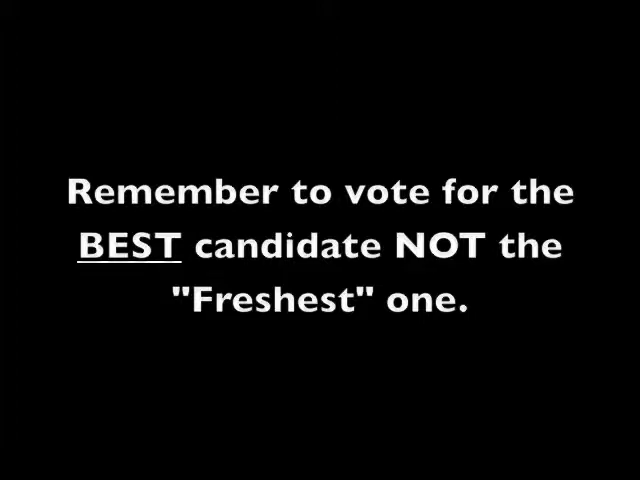 Remember to vote for the
BEST candidate NOT the
"Freshest" one.